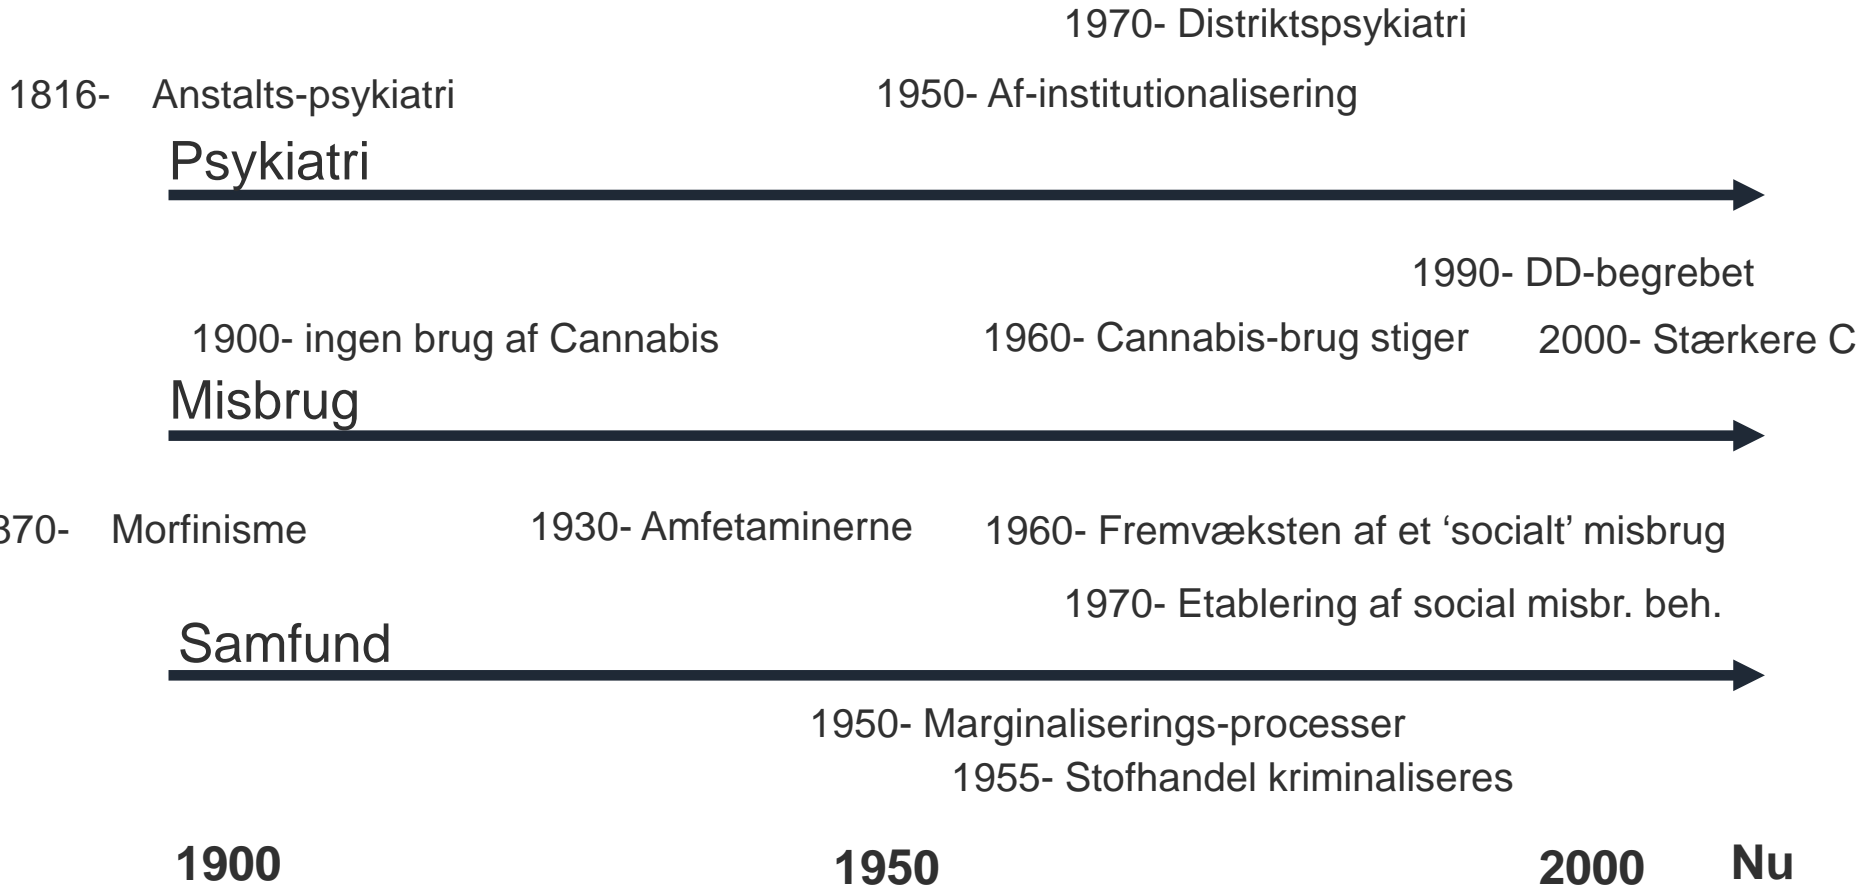 1970- Distriktspsykiatri
1816- Anstalts-psykiatri 1950- Af-institutionalisering
Psykiatri
1990- DD-begrebet
1900- ingen brug af Cannabis 1960- Cannabis-brug stiger 2000- Stærkere C
Misbrug
370- Morfinisme 1930- Amfetaminerne 1960- Fremvæksten af et ‘socialt’ misbrug
1970- Etablering af social misbr. beh.
Samfund
1950- Marginaliserings-processer
1955- Stofhandel kriminaliseres
1900 1950 2000 Nu